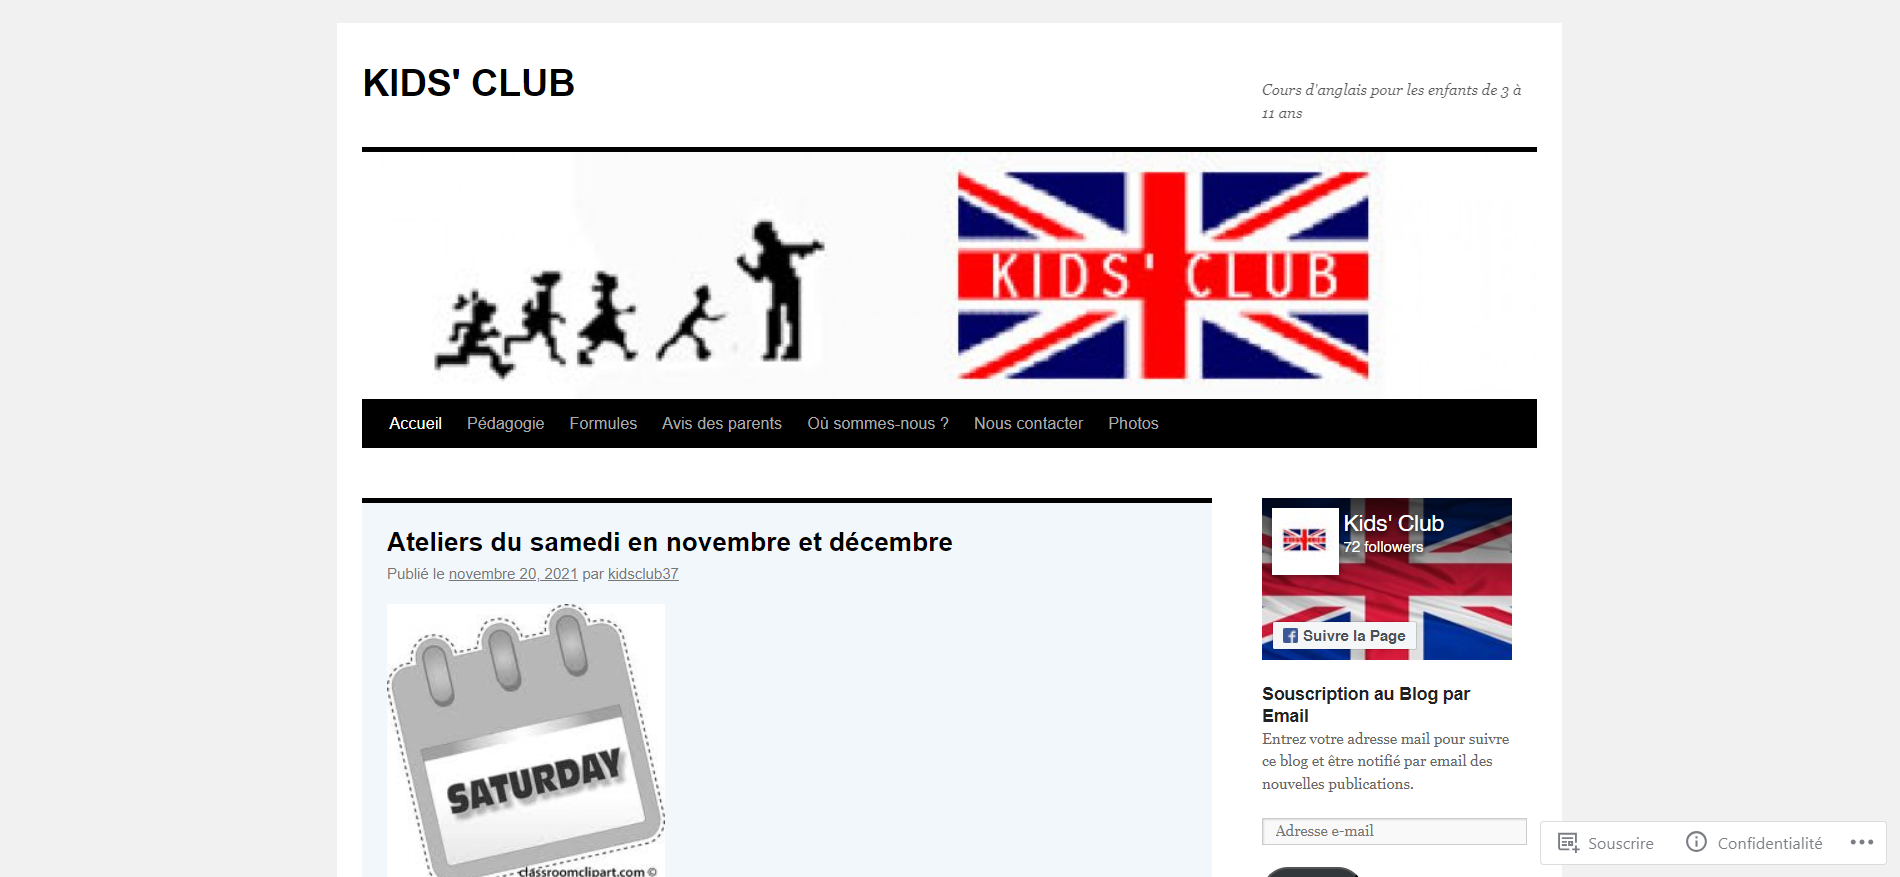 KIDS' CLUB
Cours d'anglais pour les enfants de 3 à
11 ans
KIDS' CLUB
Accueil Pédagogie Formules Avis des parents Où sommes-nous ? Nous contacter Photos
Ateliers du samedi en novembre et décembre
Publié le novembre 20, 2021 par kidsclub37
SATURDAY
classroomclipart.com ©
Kids' Club
72 followers
Suivre la Page
Souscription au Blog par
Email
Entrez votre adresse mail pour suivre
ce blog et être notifié par email des
nouvelles publications.
Adresse e-mail
Souscrire Confidentialité